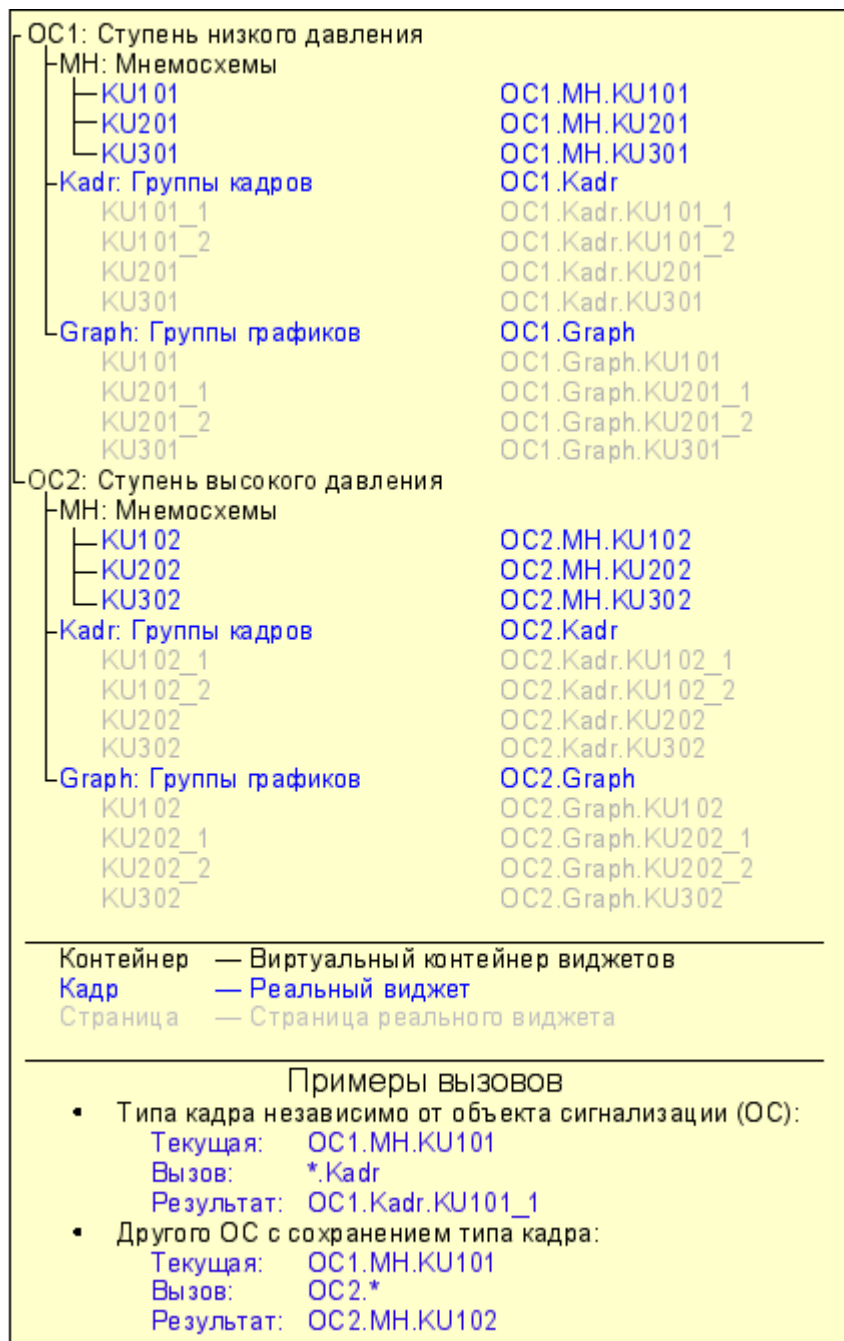 ОС1: Ступень низкого давления
МН: Мнемосхемы
KU101 ОС1.МН.KU101
KU201 ОС1.МН.KU201
KU301 ОС1.МН.KU301
Kadr: Группы кадров ОС1.Kadr
KU101_1 ОС1.Kadr.KU101_1
KU101_2 ОС1.Kadr.KU101_2
KU201 ОС1.Kadr.KU201
KU301 ОС1.Kadr.KU301
Graph: Группы графиков ОС1.Graph
KU101 ОС1.Graph.KU101
KU201_1 ОС1.Graph.KU201_1
KU201_2 ОС1.Graph.KU201_2
KU301 ОС1.Graph.KU301
ОС2: Ступень высокого давления
МН: Мнемосхемы
KU102 ОС2.МН.KU102
KU202 ОС2.МН.KU202
KU302 ОС2.МН.KU302
Kadr: Группы кадров ОС2.Kadr
KU102_1 ОС2.Kadr.KU102_1
KU102_2 ОС2.Kadr.KU102_2
KU202 ОС2.Kadr.KU202
KU302 ОС2.Kadr.KU302
Graph: Группы графиков ОС2.Graph
KU102 ОС2.Graph.KU102
KU202_1 ОС2.Graph.KU202_1
KU202_2 ОС2.Graph.KU202_2
KU302 ОС2.Graph.KU302
Контейнер — Виртуальный контейнер виджетов
Кадр — Реальный виджет
Страница — Страница реального виджета
Примеры вызовов
• Типа кадра независимо от объекта сигнализации (ОС):
Текущая: ОС1.МН.KU101
Вызов: *.Kadr
Результат: ОС1.Kadr.KU101_1
• Другого ОС с сохранением типа кадра:
Текущая: ОС1.МН.KU101
Вызов: ОС2.*
Результат: ОС2.МН.KU102